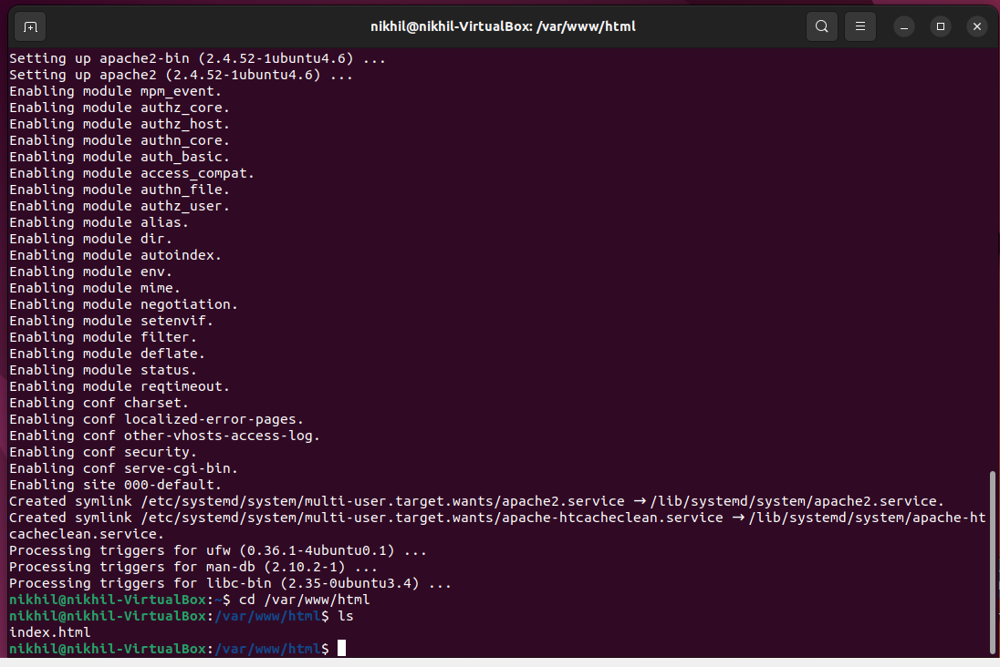 nikhil@nikhil-VirtualBox: /var/www/html
Setting up apache2-bin (2.4.52-1ubuntu4.6) ...
Setting up apache2 (2.4.52-1ubuntu4.6) ...
Enabling module mpm_event.
Enabling module authz_core.
Enabling module authz_host.
Enabling module authn_core.
Enabling module auth_basic.
Enabling module access_compat.
Enabling module authn_file.
Enabling module authz_user.
Enabling module alias.
Enabling module dir.
Enabling module autoindex.
Enabling module env.
Enabling module mime.
Enabling module negotiation.
Enabling module setenvif.
Enabling module filter.
Enabling module deflate.
Enabling module status.
Enabling module reqtimeout.
Enabling conf charset.
Enabling conf localized-error-pages.
Enabling conf other-vhosts-access-log.
Enabling conf security.
Enabling conf serve-cgi-bin.
Enabling site 000-default.
Created symlink /etc/systemd/system/multi-user.target.wants/apache2.service → /lib/systemd/system/apache2.service.
Created symlink /etc/systemd/system/multi-user.target.wants/apache-htcacheclean.service → /lib/systemd/system/apache-ht
cacheclean.service.
Processing triggers for ufw (0.36.1-4ubuntu0.1) ...
Processing triggers for man-db (2.10.2-1) ...
Processing triggers for libc-bin (2.35-0ubuntu3.4) ...
nikhil@nikhil-VirtualBox:~$ cd /var/www/html
nikhil@nikhil-VirtualBox:/var/www/html$ ls
index.html
nikhil@nikhil-VirtualBox:/var/www/html$